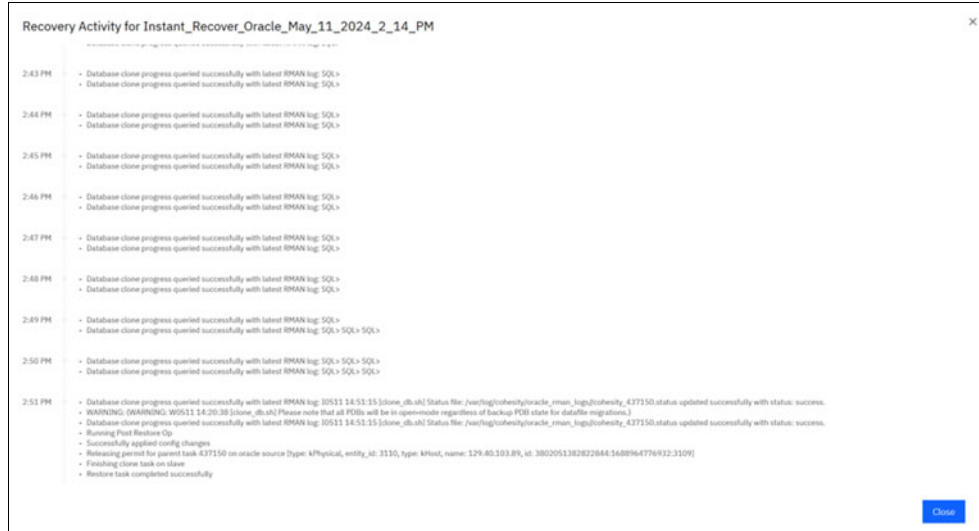 Recovery Activity for Instant_Recover_Oracle_May_11_2024_2_14_PM
×
2:43 PM
• Database clone progress queried successfully with latest RMAN log: SQL>
• Database clone progress queried successfully with latest RMAN log: SQL>
2:44 PM
• Database clone progress queried successfully with latest RMAN log: SQL>
• Database clone progress queried successfully with latest RMAN log: SQL>
2:45 PM
• Database clone progress queried successfully with latest RMAN log: SQL>
• Database clone progress queried successfully with latest RMAN log: SQL>
2:46 PM
• Database clone progress queried successfully with latest RMAN log: SQL>
• Database clone progress queried successfully with latest RMAN log: SQL>
2:47 PM
• Database clone progress queried successfully with latest RMAN log: SQL>
• Database clone progress queried successfully with latest RMAN log: SQL>
2:48 PM
• Database clone progress queried successfully with latest RMAN log: SQL>
• Database clone progress queried successfully with latest RMAN log: SQL>
2:49 PM
• Database clone progress queried successfully with latest RMAN log: SQL>
• Database clone progress queried successfully with latest RMAN log: SQL> SQL> SQL>
2:50 PM
• Database clone progress queried successfully with latest RMAN log: SQL> SQL> SQL>
• Database clone progress queried successfully with latest RMAN log: SQL> SQL> SQL>
2:51 PM
• Database clone progress queried successfully with latest RMAN log: I0511 14:51:15 [clone_db.sh] Status file: /var/log/cohesity/oracle_rman_logs//cohesity_437150.status updated successfully with status: success.
• WARNING: (WARNING: W0511 14:20:38 [clone_db.sh] Please note that all PDBs will be in open=mode regardless of backup PDB state for datafile migrations.)
• Database clone progress queried successfully with latest RMAN log: I0511 14:51:15 [clone_db.sh] Status file: /var/log/cohesity/oracle_rman_logs//cohesity_437150.status updated successfully with status: success.
• Running Post Restore Op
• Successfully applied config changes
• Releasing permit for parent task 437150 on oracle source [type: kPhysical, entity_id: 3110, type: kHost, name: 129.40.103.89, id: 3802051382822844:1688964776932:3109]
• Finishing clone task on slave
• Restore task completed successfully
Close